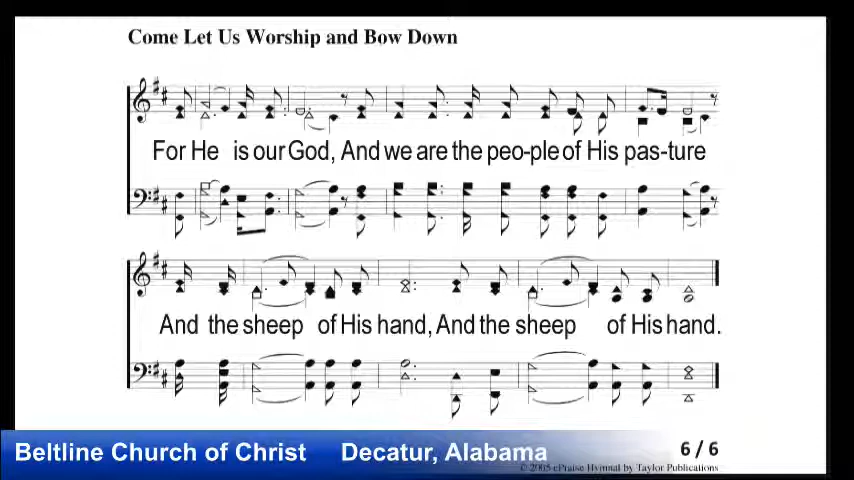 Come Let Us Worship and Bow Down
For He is our God, And we are the peo-ple of His pas-ture
And the sheep of His hand, And the sheep of His hand.
Beltline Church of Christ Decatur, Alabama
6 / 6
© 2005 ePraise Hymnal by Taylor Publications